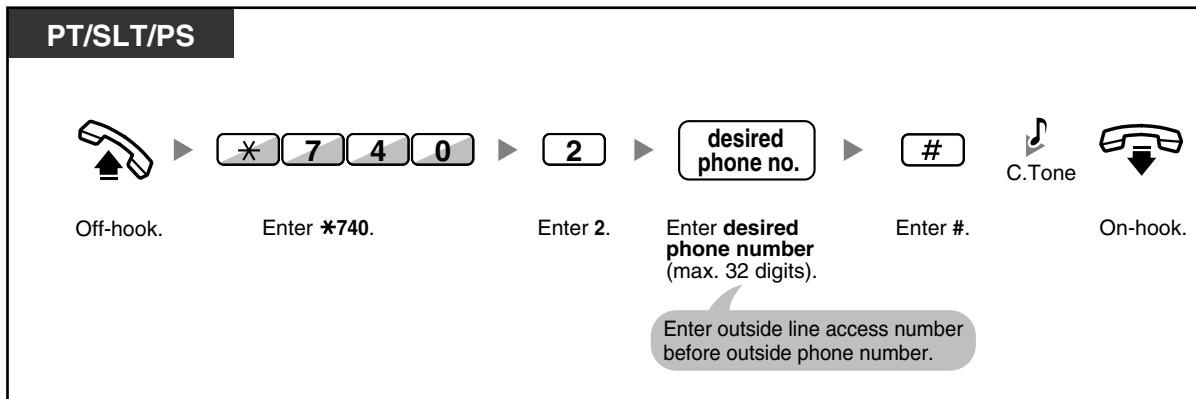 PT/SLT/PS
* 7 4 0
2
desired
phone no.
#
C.Tone
Off-hook.
Enter *740.
Enter 2.
Enter desired
phone number
(max. 32 digits).
Enter #.
On-hook.
Enter outside line access number
before outside phone number.